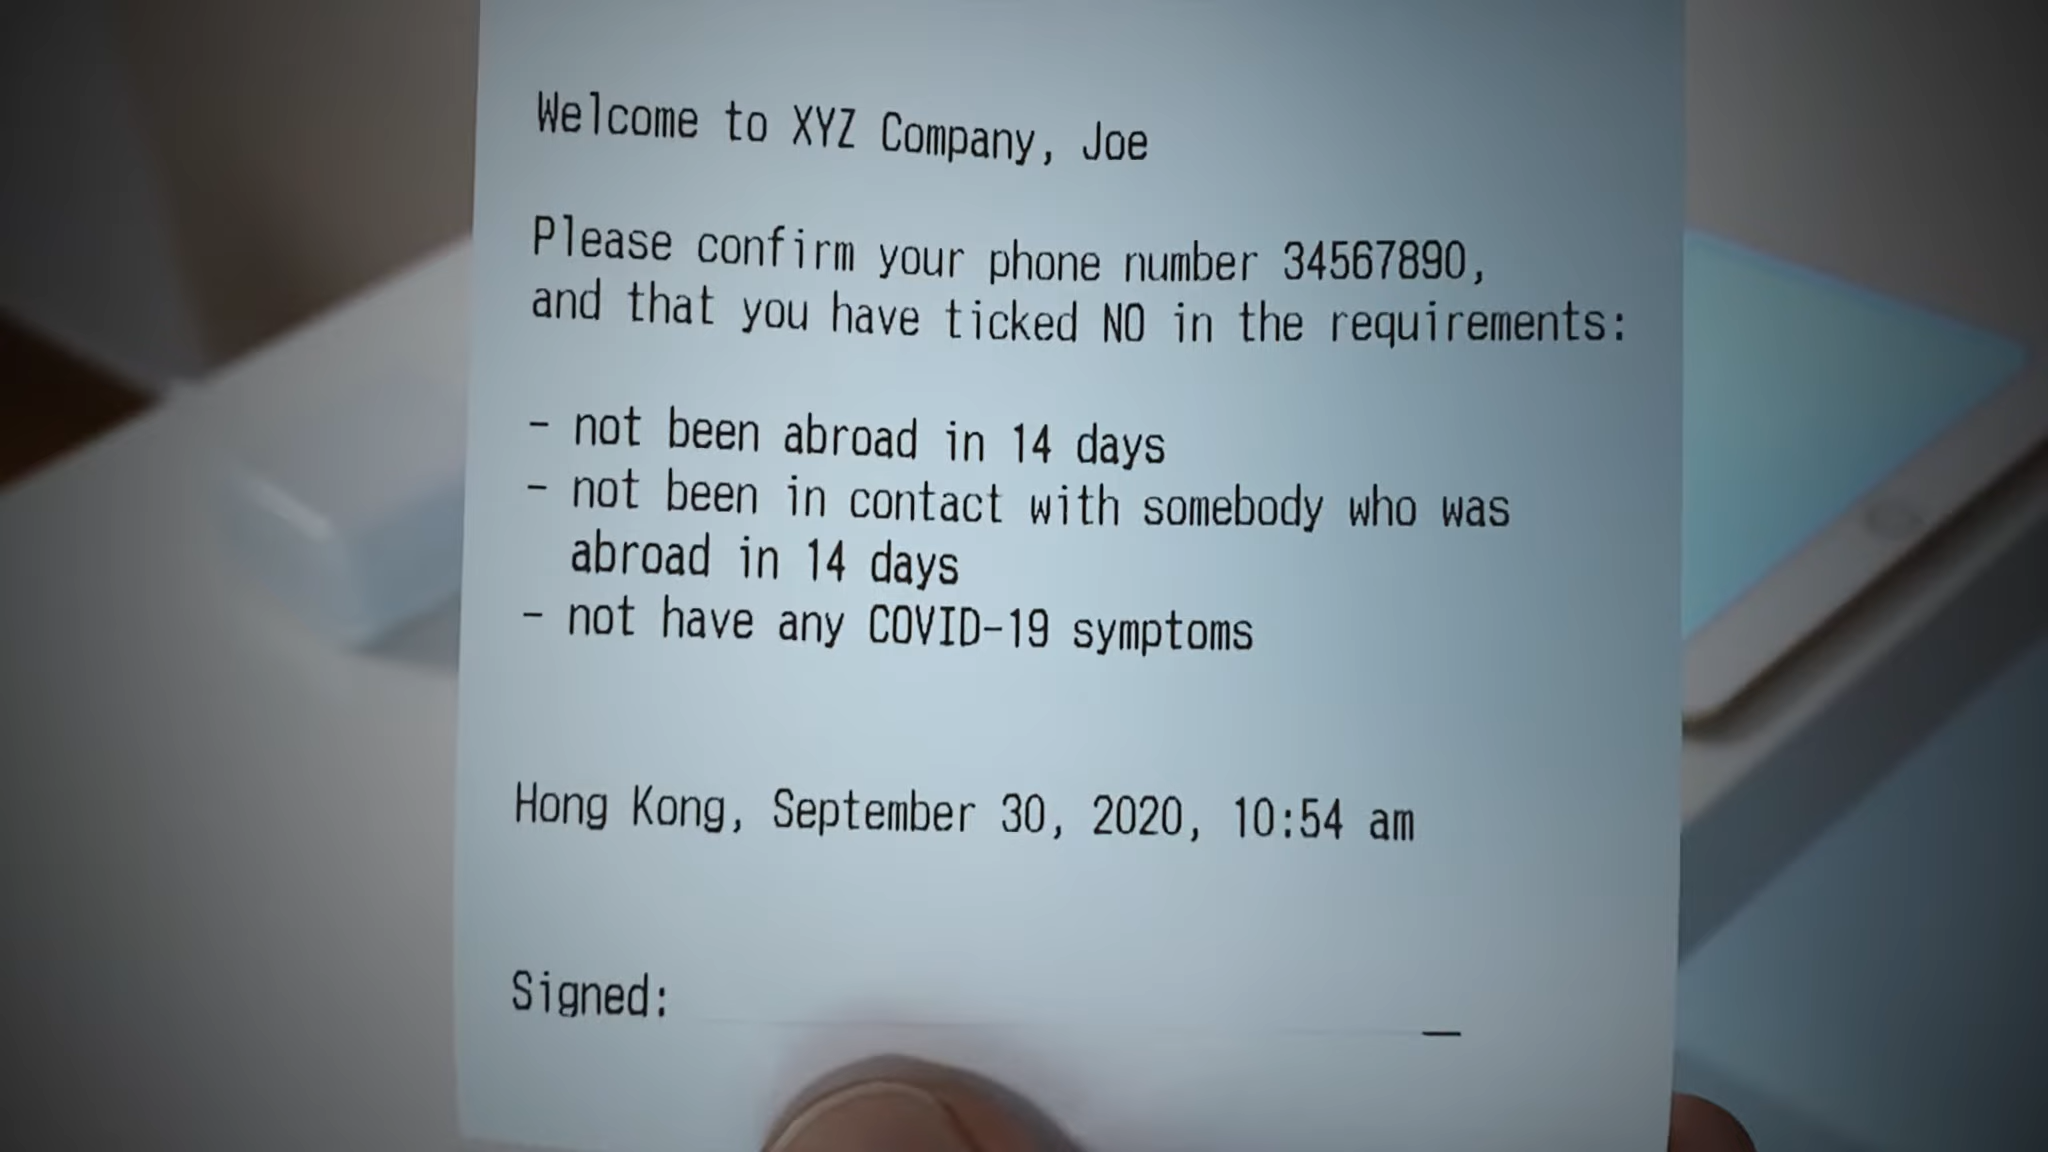 Welcome to XYZ Company, Joe
Please confirm your phone number 34567890,
and that you have ticked NO in the requirements:
- not been abroad in 14 days
- not been in contact with somebody who was
abroad in 14 days
- not have any COVID-19 symptoms
Hong Kong, September 30, 2020, 10:54 am
Signed: